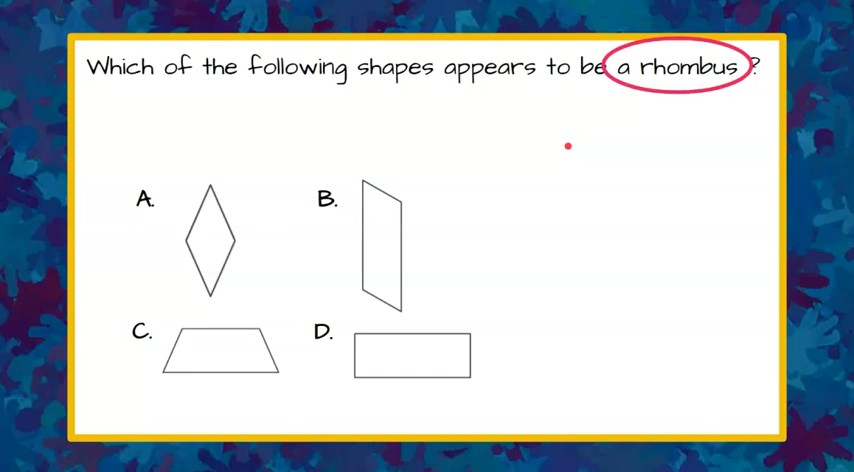 Which of the following shapes appears to be a rhombus ?
A.
B.
C.
D.